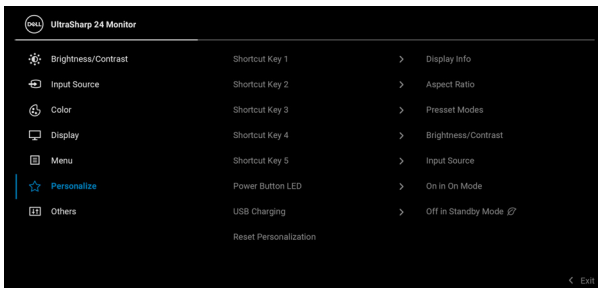 DELL UltraSharp 24 Monitor
Brightness/Contrast Shortcut Key 1 > Display Info
Input Source Shortcut Key 2 > Aspect Ratio
Color Shortcut Key 3 > Presset Modes
Display Shortcut Key 4 > Brightness/Contrast
Menu Shortcut Key 5 > Input Source
Personalize Power Button LED > On in On Mode
Others USB Charging > Off in Standby Mode
Reset Personalization
< Exit